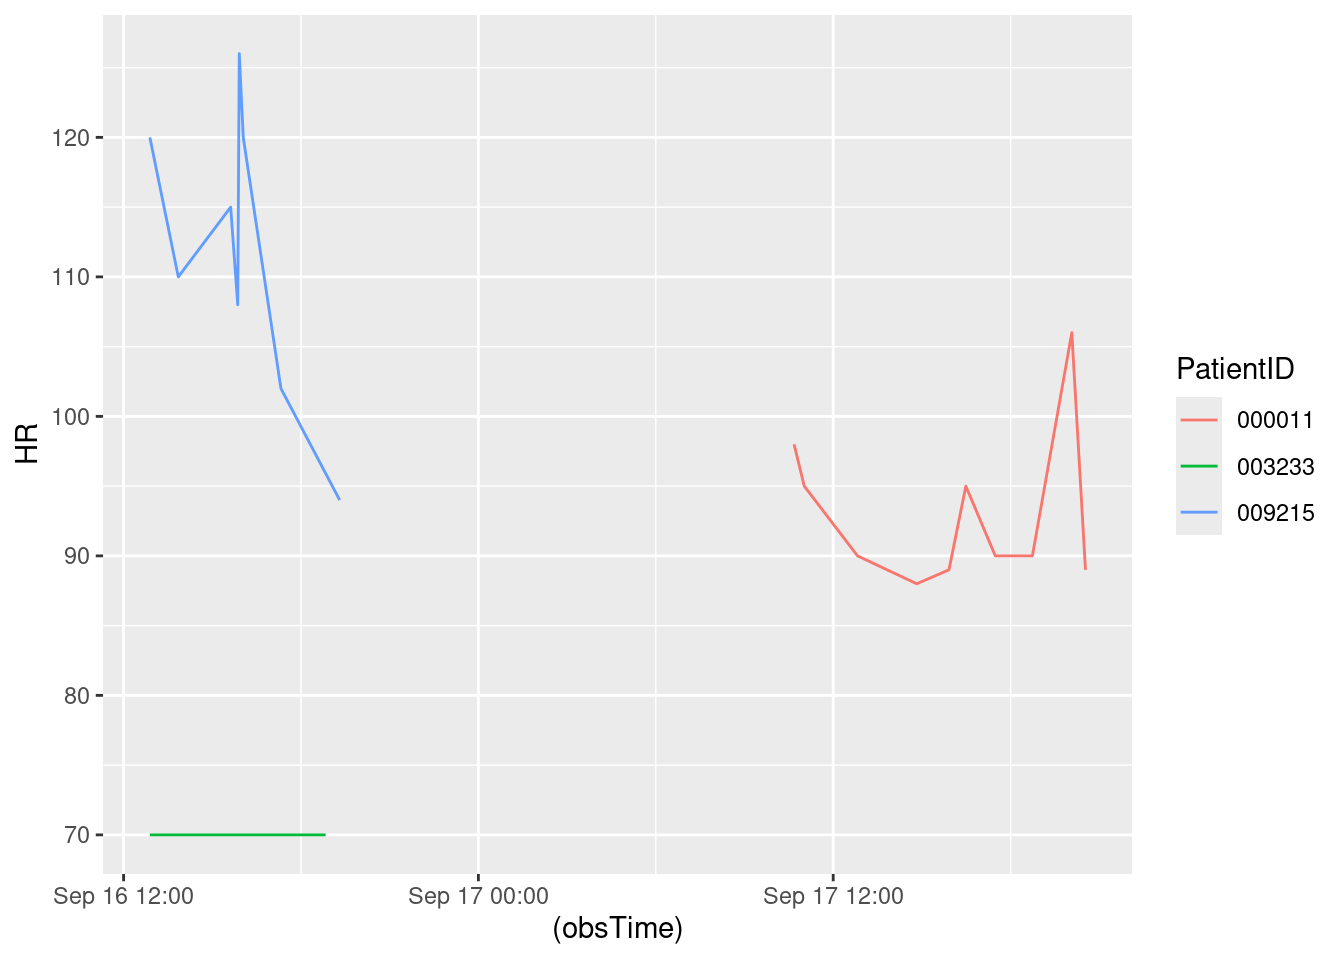 120
110
100
90
80
70
HR
Sep 16 12:00
Sep 17 00:00
Sep 17 12:00
(obsTime)
PatientID
000011
003233
009215